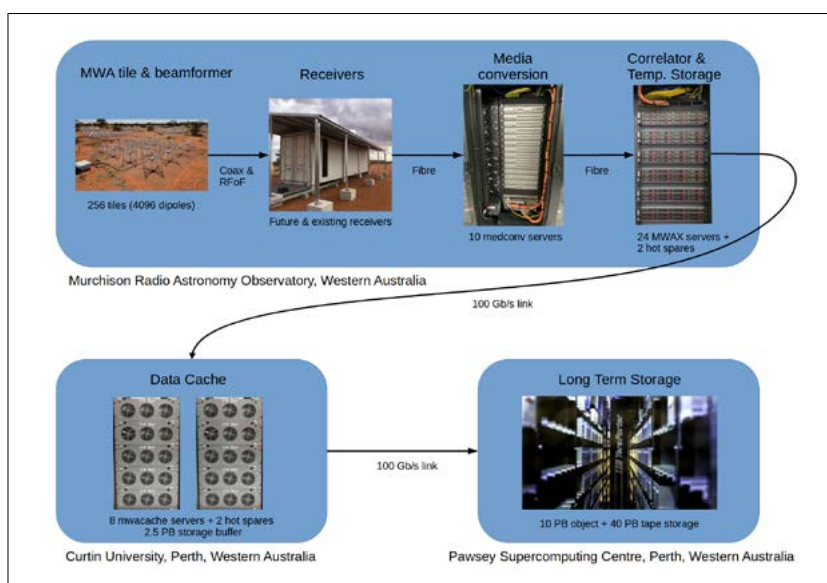 MWA tile & beamformer
Receivers
Media
conversion
Correlator &
Temp. Storage
Coax &
RFoF
Fibre
Fibre
256 tiles (4096 dipoles)
Future & existing receivers
10 medconv servers
24 MWAX servers +
2 hot spares
Murchison Radio Astronomy Observatory, Western Australia
100 Gb/s link
Data Cache
8 mwacache servers + 2 hot spares
2.5 PB storage buffer
Curtin University, Perth, Western Australia
100 Gb/s link
Long Term Storage
10 PB object + 40 PB tape storage
Pawsey Supercomputing Centre, Perth, Western Australia